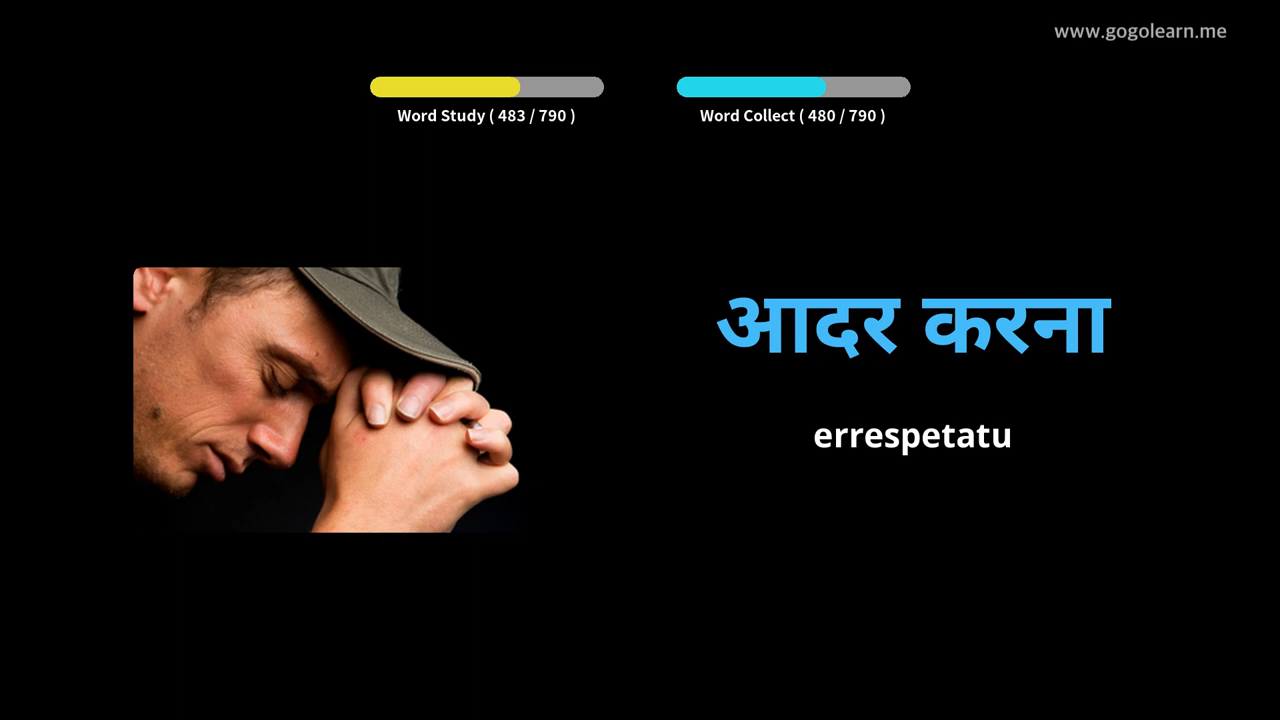 www.gogolearn.me
Word Study ( 483 / 790 )
Word Collect ( 480 / 790 )
आदर करना
errespetatu